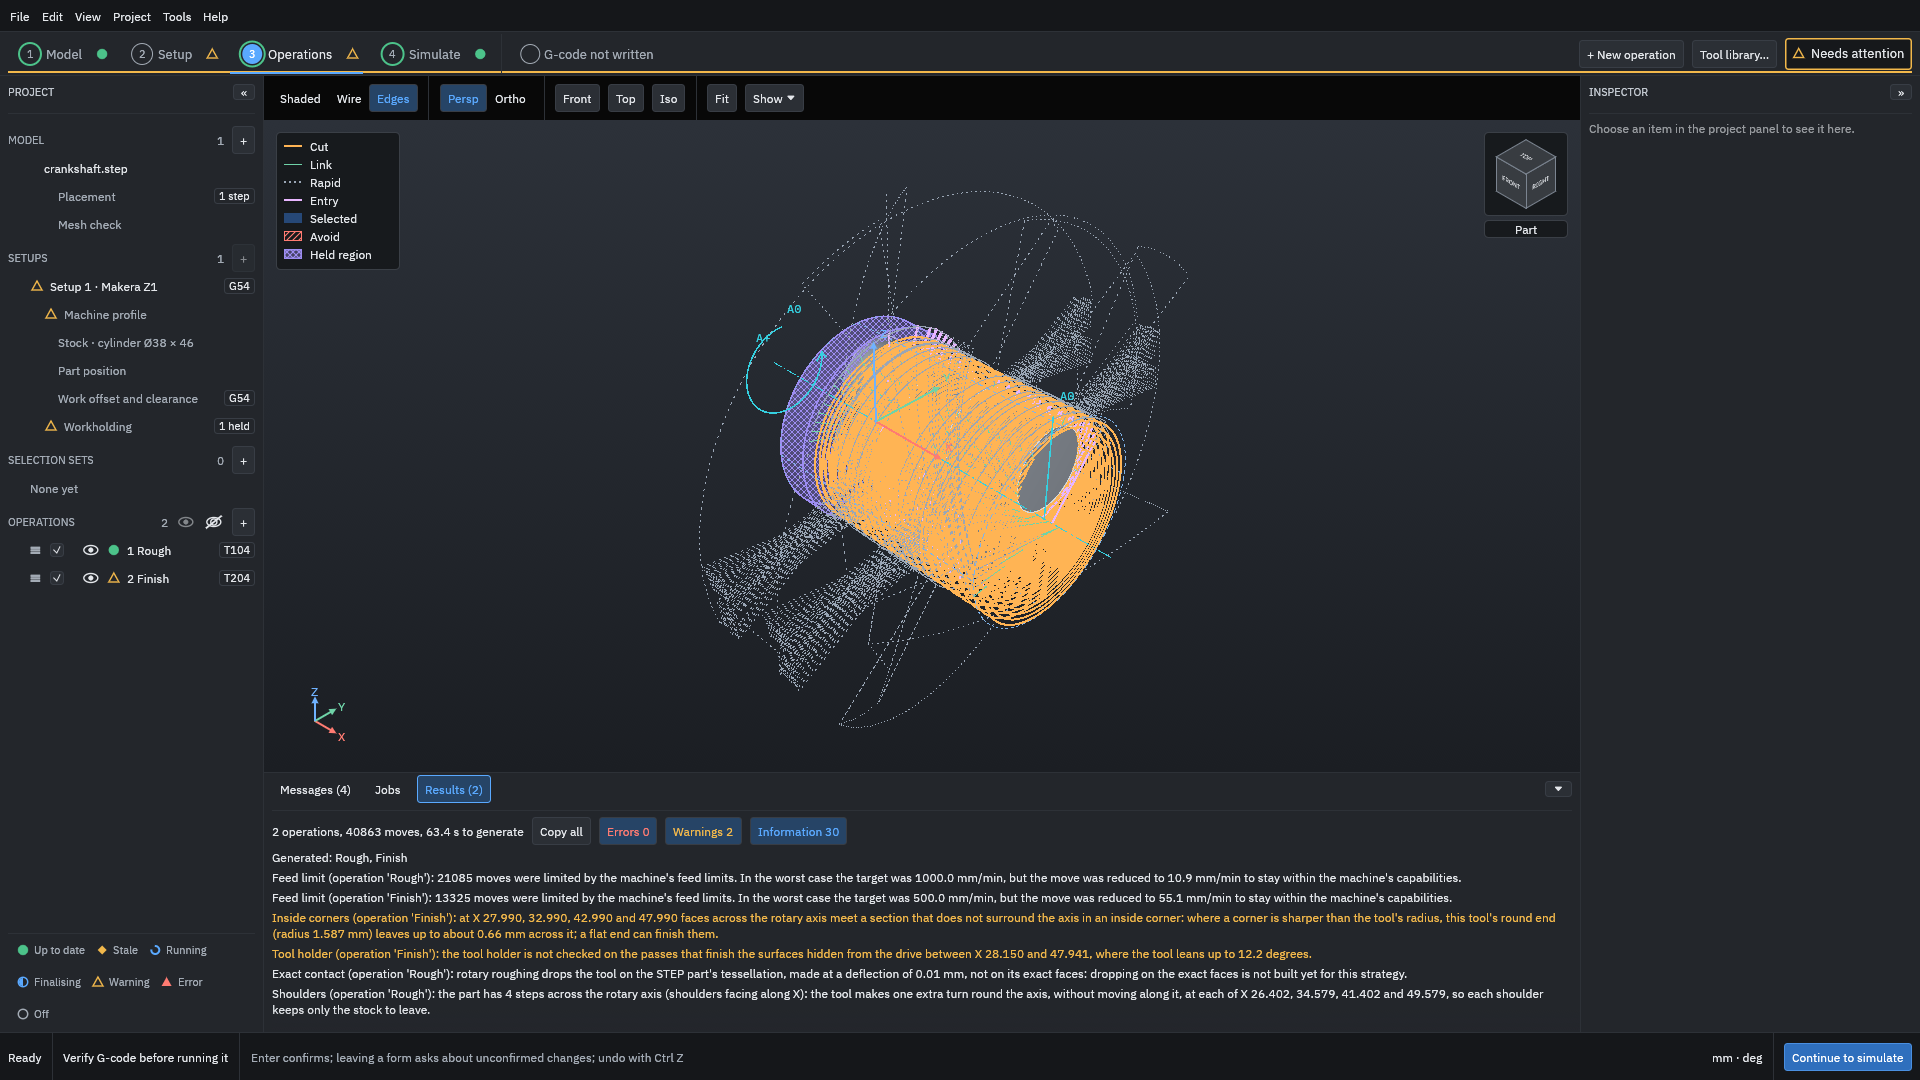 File Edit View Project Tools Help
1 Model 2 Setup 3 Operations 4 Simulate G-code not written + New operation Tool library... Needs attention
PROJECT «
Shaded Wire Edges Persp Ortho Front Top Iso Fit Show
INSPECTOR »
Choose an item in the project panel to see it here.
MODEL 1 +
crankshaft.step
Placement 1 step
Mesh check
SETUPS 1 +
Setup 1 · Makera Z1 G54
Machine profile
Stock · cylinder Ø38 × 46
Part position
Work offset and clearance G54
Workholding 1 held
SELECTION SETS 0 +
None yet
OPERATIONS 2 +
1 Rough T104
2 Finish T204
Cut
Link
Rapid
Entry
Selected
Avoid
Held region
TOP
FRONT RIGHT
Part
A0
A+
A0
Z
Y
X
Messages (4) Jobs Results (2)
2 operations, 40863 moves, 63.4 s to generate Copy all Errors 0 Warnings 2 Information 30
Generated: Rough, Finish
Feed limit (operation 'Rough'): 21085 moves were limited by the machine's feed limits. In the worst case the target was 1000.0 mm/min, but the move was reduced to 10.9 mm/min to stay within the machine's capabilities.
Feed limit (operation 'Finish'): 13325 moves were limited by the machine's feed limits. In the worst case the target was 500.0 mm/min, but the move was reduced to 55.1 mm/min to stay within the machine's capabilities.
Inside corners (operation 'Finish'): at X 27.990, 32.990, 42.990 and 47.990 faces across the rotary axis meet a section that does not surround the axis in an inside corner: where a corner is sharper than the tool's radius, this tool's round end
(radius 1.587 mm) leaves up to about 0.66 mm across it; a flat end can finish them.
Tool holder (operation 'Finish'): the tool holder is not checked on the passes that finish the surfaces hidden from the drive between X 28.150 and 47.941, where the tool leans up to 12.2 degrees.
Exact contact (operation 'Rough'): rotary roughing drops the tool on the STEP part's tessellation, made at a deflection of 0.01 mm, not on its exact faces: dropping on the exact faces is not built yet for this strategy.
Shoulders (operation 'Rough'): the part has 4 steps across the rotary axis (shoulders facing along X): the tool makes one extra turn round the axis, without moving along it, at each of X 26.402, 34.579, 41.402 and 49.579, so each shoulder
keeps only the stock to leave.
Up to date Stale Running
Finalising Warning Error
Off
Ready Verify G-code before running it Enter confirms; leaving a form asks about unconfirmed changes; undo with Ctrl Z mm · deg Continue to simulate